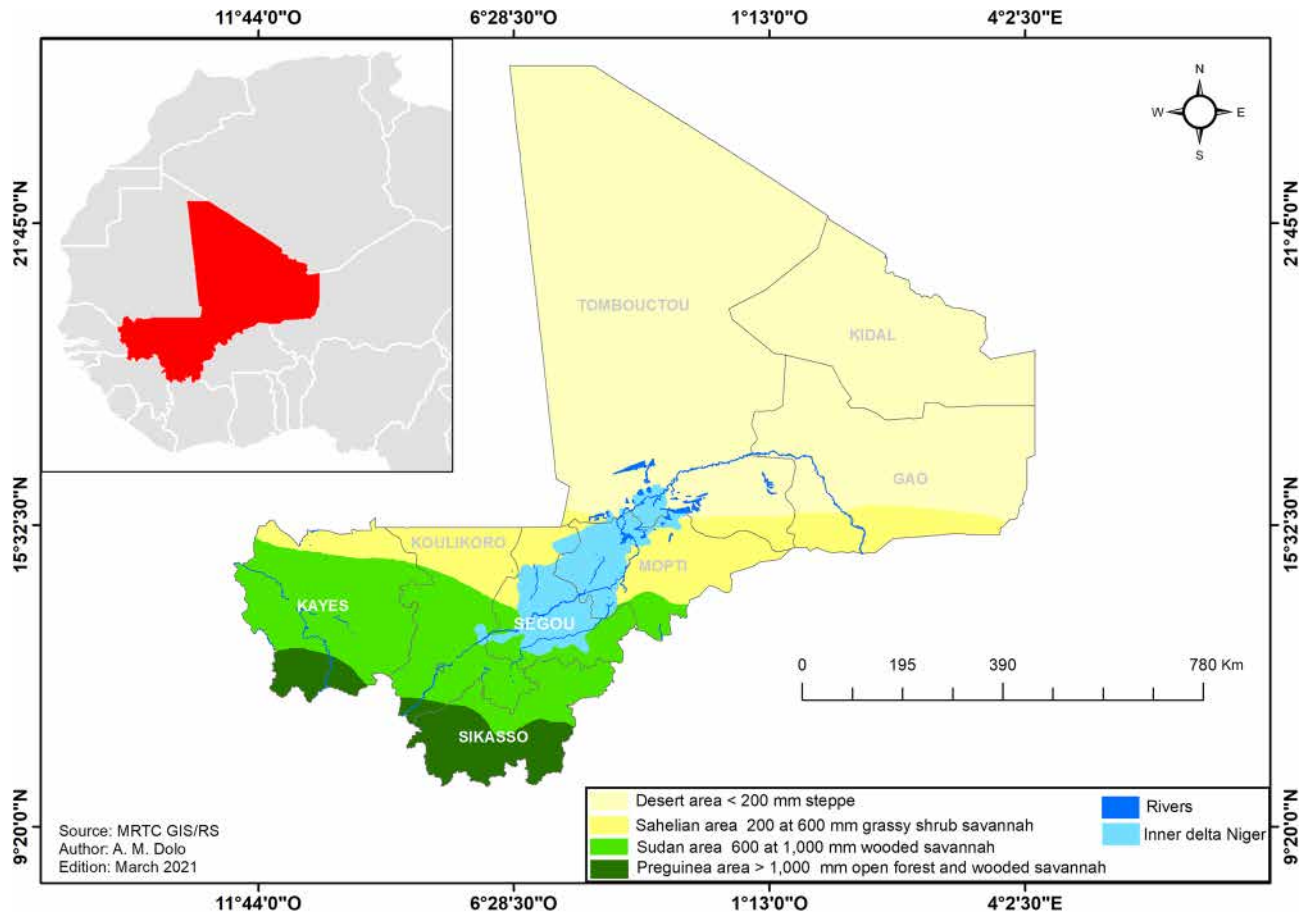 11°44'0"O 6°28'30"O 1°13'0"O 4°2'30"E
N
W E
S
21°45'0"N 21°45'0"N
TOMBOUCTOU
KIDAL
GAO
15°32'30"N 15°32'30"N
KOULIKORO
MOPTI
KAYES
SEGOU
0 195 390 780 Km
SIKASSO
Desert area < 200 mm steppe
Sahelian area 200 at 600 mm grassy shrub savannah
Sudan area 600 at 1,000 mm wooded savannah
Preguinea area > 1,000 mm open forest and wooded savannah
Rivers
Inner delta Niger
9°20'0"N 9°20'0"N
Source: MRTC GIS/RS
Author: A. M. Dolo
Edition: March 2021
11°44'0"O 6°28'30"O 1°13'0"O 4°2'30"E